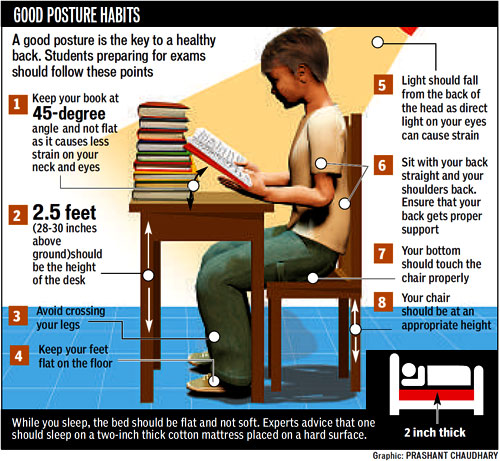 GOOD POSTURE HABITS
A good posture is the key to a healthy
back. Students preparing for exams
should follow these points
1
Keep your book at
45-degree
angle and not flat
as it causes less
strain on your
neck and eyes
2
2.5 feet
(28-30 inches
above
ground)should
be the height
of the desk
3
Avoid crossing
your legs
4
Keep your feet
flat on the floor
5
Light should fall
from the back of
the head as direct
light on your eyes
can cause strain
6
Sit with your back
straight and your
shoulders back.
Ensure that your
back gets proper
support
7
Your bottom
should touch the
chair properly
8
Your chair
should be at an
appropriate height
While you sleep, the bed should be flat and not soft. Experts advice that one
should sleep on a two-inch thick cotton mattress placed on a hard surface.
2 inch thick
Graphic: PRASHANT CHAUDHARY